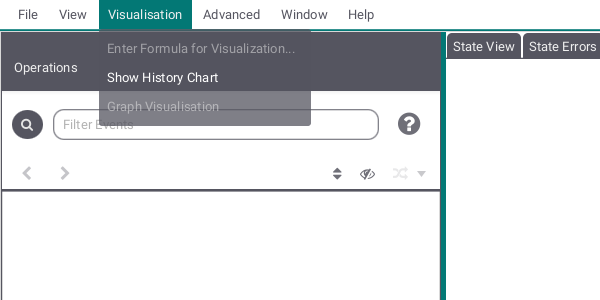 File View Visualisation Advanced Window Help
Enter Formula for Visualization...
Show History Chart
Graph Visualisation
Operations
Filter Events
State View State Errors